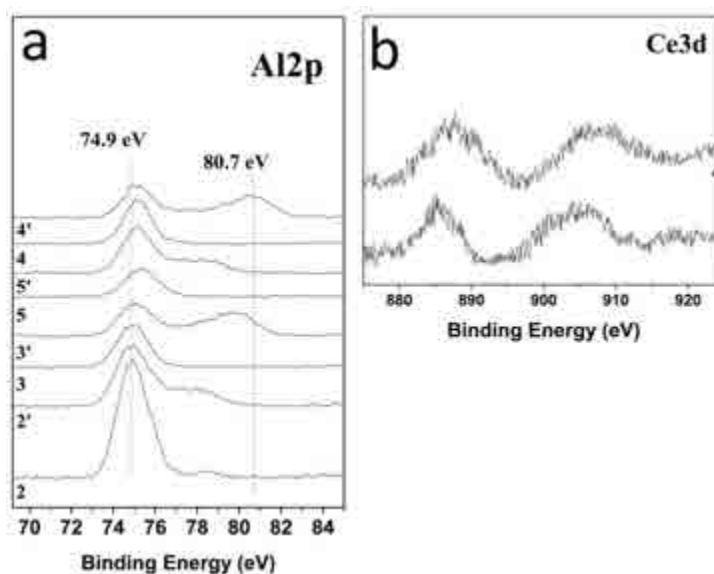 a
Al2p
74.9 eV
80.7 eV
4'
4
5'
5
3'
3
2'
2
70 72 74 76 78 80 82 84
Binding Energy (eV)
b
Ce3d
880 890 900 910 920
Binding Energy (eV)